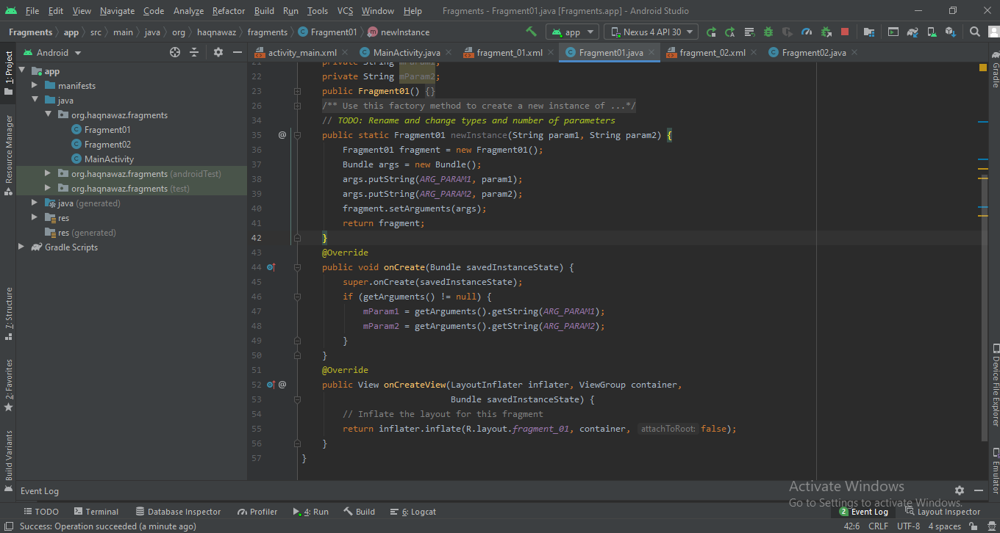 File Edit View Navigate Code Analyze Refactor Build Run Tools VCS Window Help Fragments - Fragment01.java [Fragments.app] - Android Studio
Fragments app src main java org haqnawaz fragments Fragment01 newInstance app Nexus 4 API 30
Android activity_main.xml MainActivity.java fragment_01.xml Fragment01.java fragment_02.xml Fragment02.java
1: Project
Resource Manager
7: Structure
2: Favorites
Build Variants
app
manifests
java
org.haqnawaz.fragments
Fragment01
Fragment02
MainActivity
org.haqnawaz.fragments (androidTest)
org.haqnawaz.fragments (test)
java (generated)
res
res (generated)
Gradle Scripts
21 private String mParam1;
22 private String mParam2;
23 public Fragment01() {}
26 /** Use this factory method to create a new instance of ...*/
34 // TODO: Rename and change types and number of parameters
35 @ public static Fragment01 newInstance(String param1, String param2) {
36 Fragment01 fragment = new Fragment01();
37 Bundle args = new Bundle();
38 args.putString(ARG_PARAM1, param1);
39 args.putString(ARG_PARAM2, param2);
40 fragment.setArguments(args);
41 return fragment;
42 }
43 @Override
44 public void onCreate(Bundle savedInstanceState) {
45 super.onCreate(savedInstanceState);
46 if (getArguments() != null) {
47 mParam1 = getArguments().getString(ARG_PARAM1);
48 mParam2 = getArguments().getString(ARG_PARAM2);
49 }
50 }
51 @Override
52 @ public View onCreateView(LayoutInflater inflater, ViewGroup container,
53 Bundle savedInstanceState) {
54 // Inflate the layout for this fragment
55 return inflater.inflate(R.layout.fragment_01, container, attachToRoot: false);
56 }
57 }
Gradle
Device File Explorer
Emulator
Event Log
Activate Windows
Go to Settings to activate Windows.
TODO Terminal Database Inspector Profiler 4: Run Build 6: Logcat 2 Event Log Layout Inspector
Success: Operation succeeded (a minute ago) 42:6 CRLF UTF-8 4 spaces